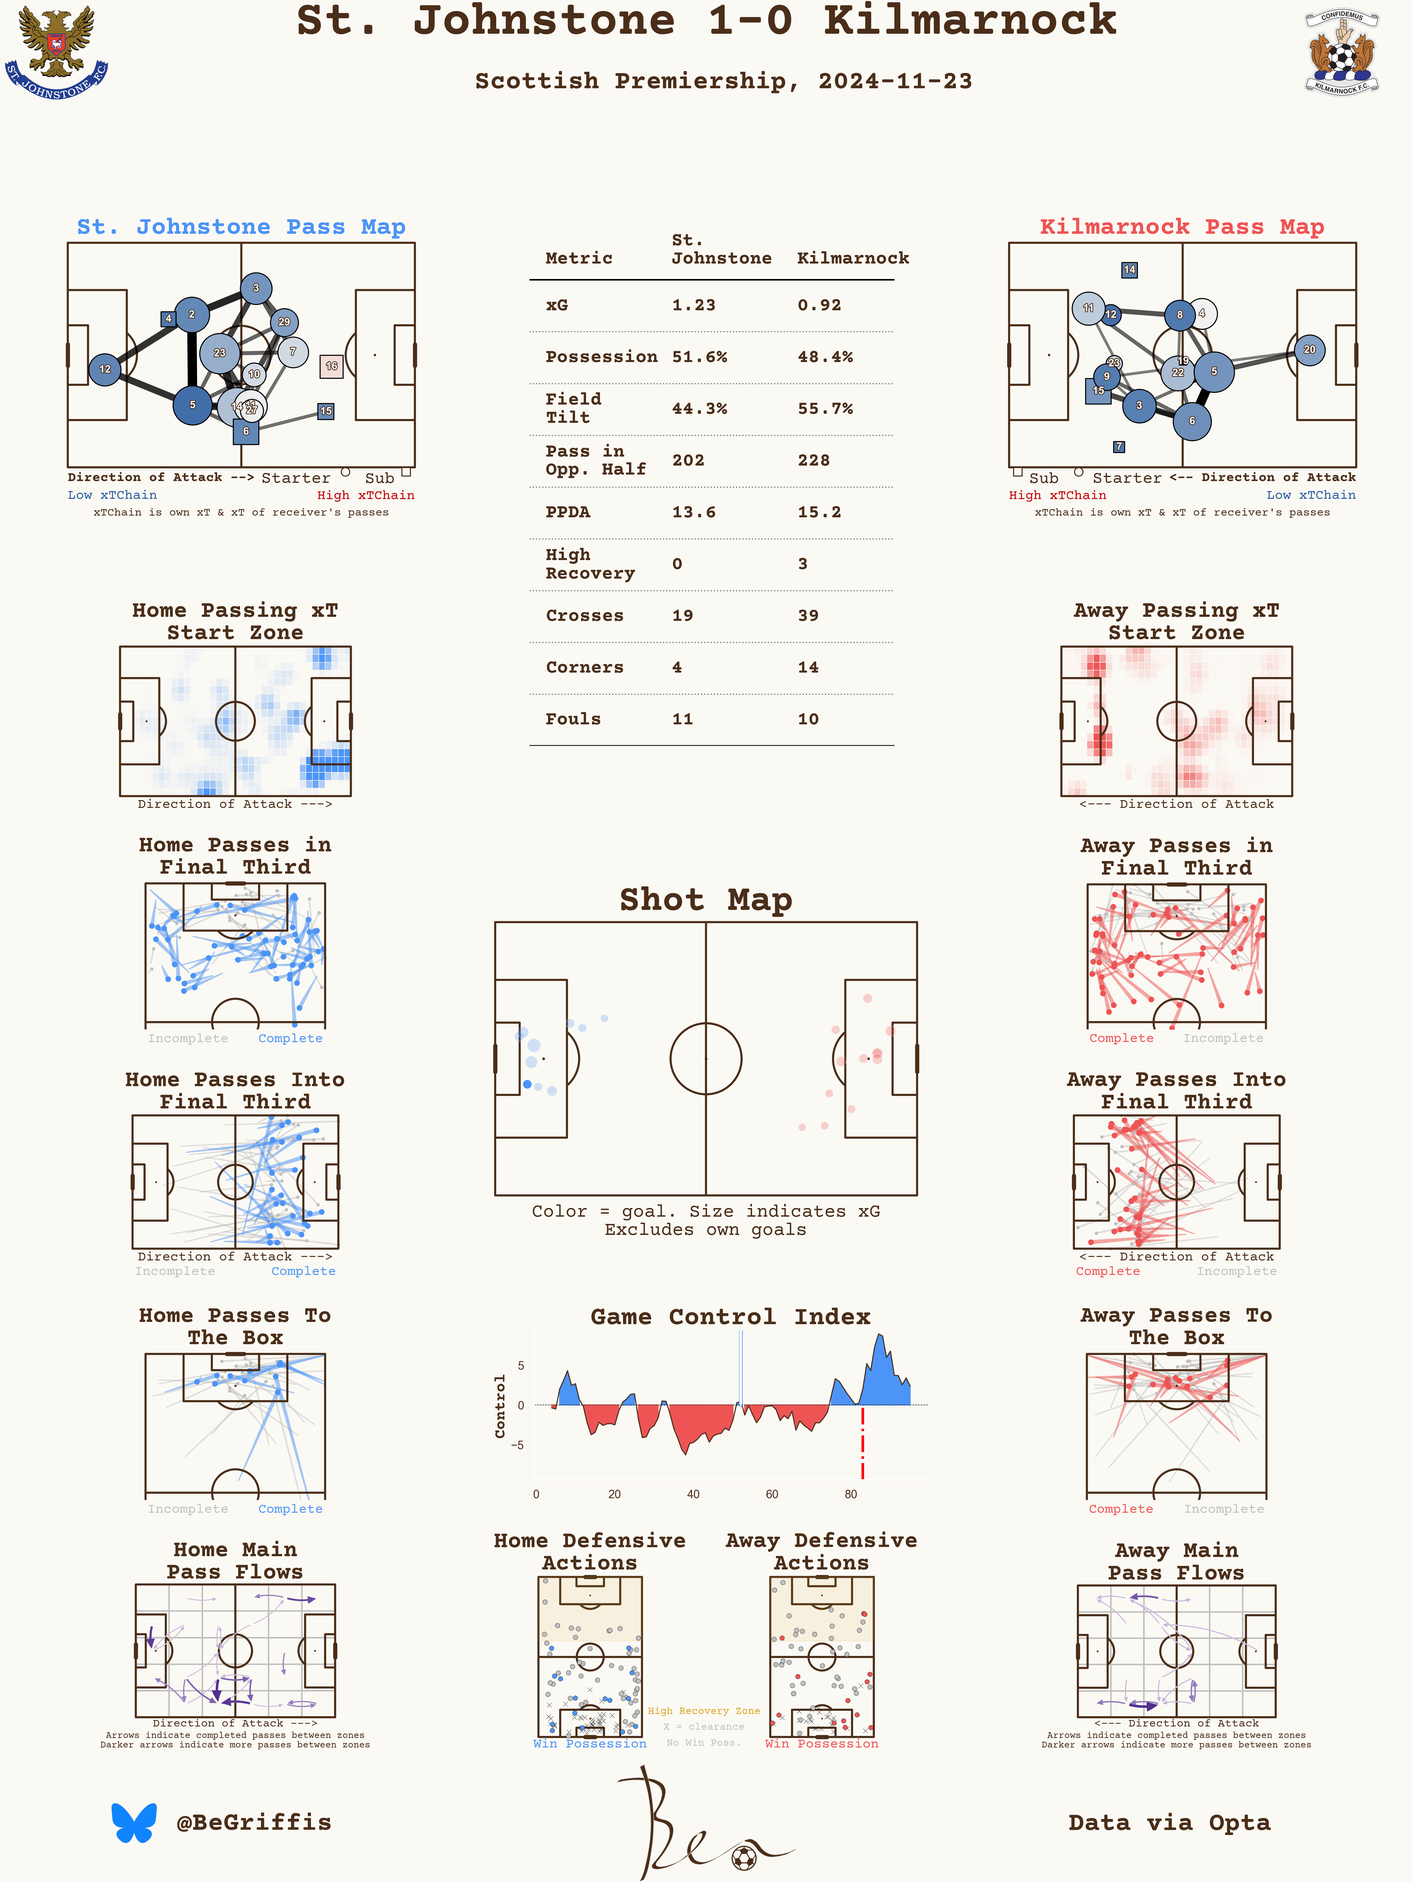 St. Johnstone 1-0 Kilmarnock
Scottish Premiership, 2024-11-23
ST. JOHNSTONE F.C.
CONFIDEMUS
KILMARNOCK F.C.
St. Johnstone Pass Map
3
4
2
29
23
7
12
10
16
5
14
27
15
6
Direction of Attack --> Starter Sub
Low xTChain High xTChain
xTChain is own xT & xT of receiver's passes
Metric St. Johnstone Kilmarnock
xG 1.23 0.92
Possession 51.6% 48.4%
Field Tilt 44.3% 55.7%
Pass in Opp. Half 202 228
PPDA 13.6 15.2
High Recovery 0 3
Crosses 19 39
Corners 4 14
Fouls 11 10
Kilmarnock Pass Map
14
11
12
8
4
20
23
19
9
22
5
15
3
6
7
Sub Starter <-- Direction of Attack
High xTChain Low xTChain
xTChain is own xT & xT of receiver's passes
Home Passing xT
Start Zone
Direction of Attack --->
Away Passing xT
Start Zone
<--- Direction of Attack
Home Passes in
Final Third
Incomplete Complete
Away Passes in
Final Third
Complete Incomplete
Shot Map
Color = goal. Size indicates xG
Excludes own goals
Home Passes Into
Final Third
Direction of Attack --->
Incomplete Complete
Away Passes Into
Final Third
<--- Direction of Attack
Complete Incomplete
Home Passes To
The Box
Incomplete Complete
Game Control Index
Control
5
0
−5
0 20 40 60 80
Away Passes To
The Box
Complete Incomplete
Home Main
Pass Flows
Direction of Attack --->
Arrows indicate completed passes between zones
Darker arrows indicate more passes between zones
Home Defensive
Actions
Win Possession
High Recovery Zone
X = clearance
No Win Poss.
Away Defensive
Actions
Win Possession
Away Main
Pass Flows
<--- Direction of Attack
Arrows indicate completed passes between zones
Darker arrows indicate more passes between zones
@BeGriffis
Ben
Data via Opta